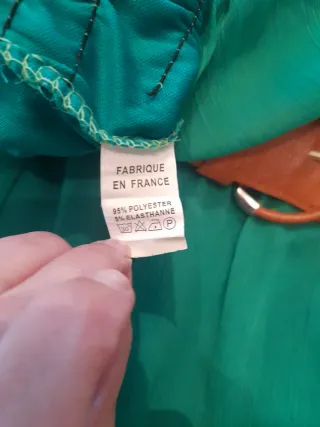 FABRIQUE
EN FRANCE
95% POLYESTER
5% ELASTHANNE
P